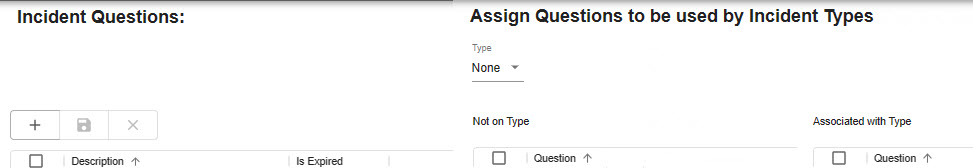 Incident Questions:
Assign Questions to be used by Incident Types
Type
None
Not on Type
Associated with Type
Description
Is Expired
Question
Question